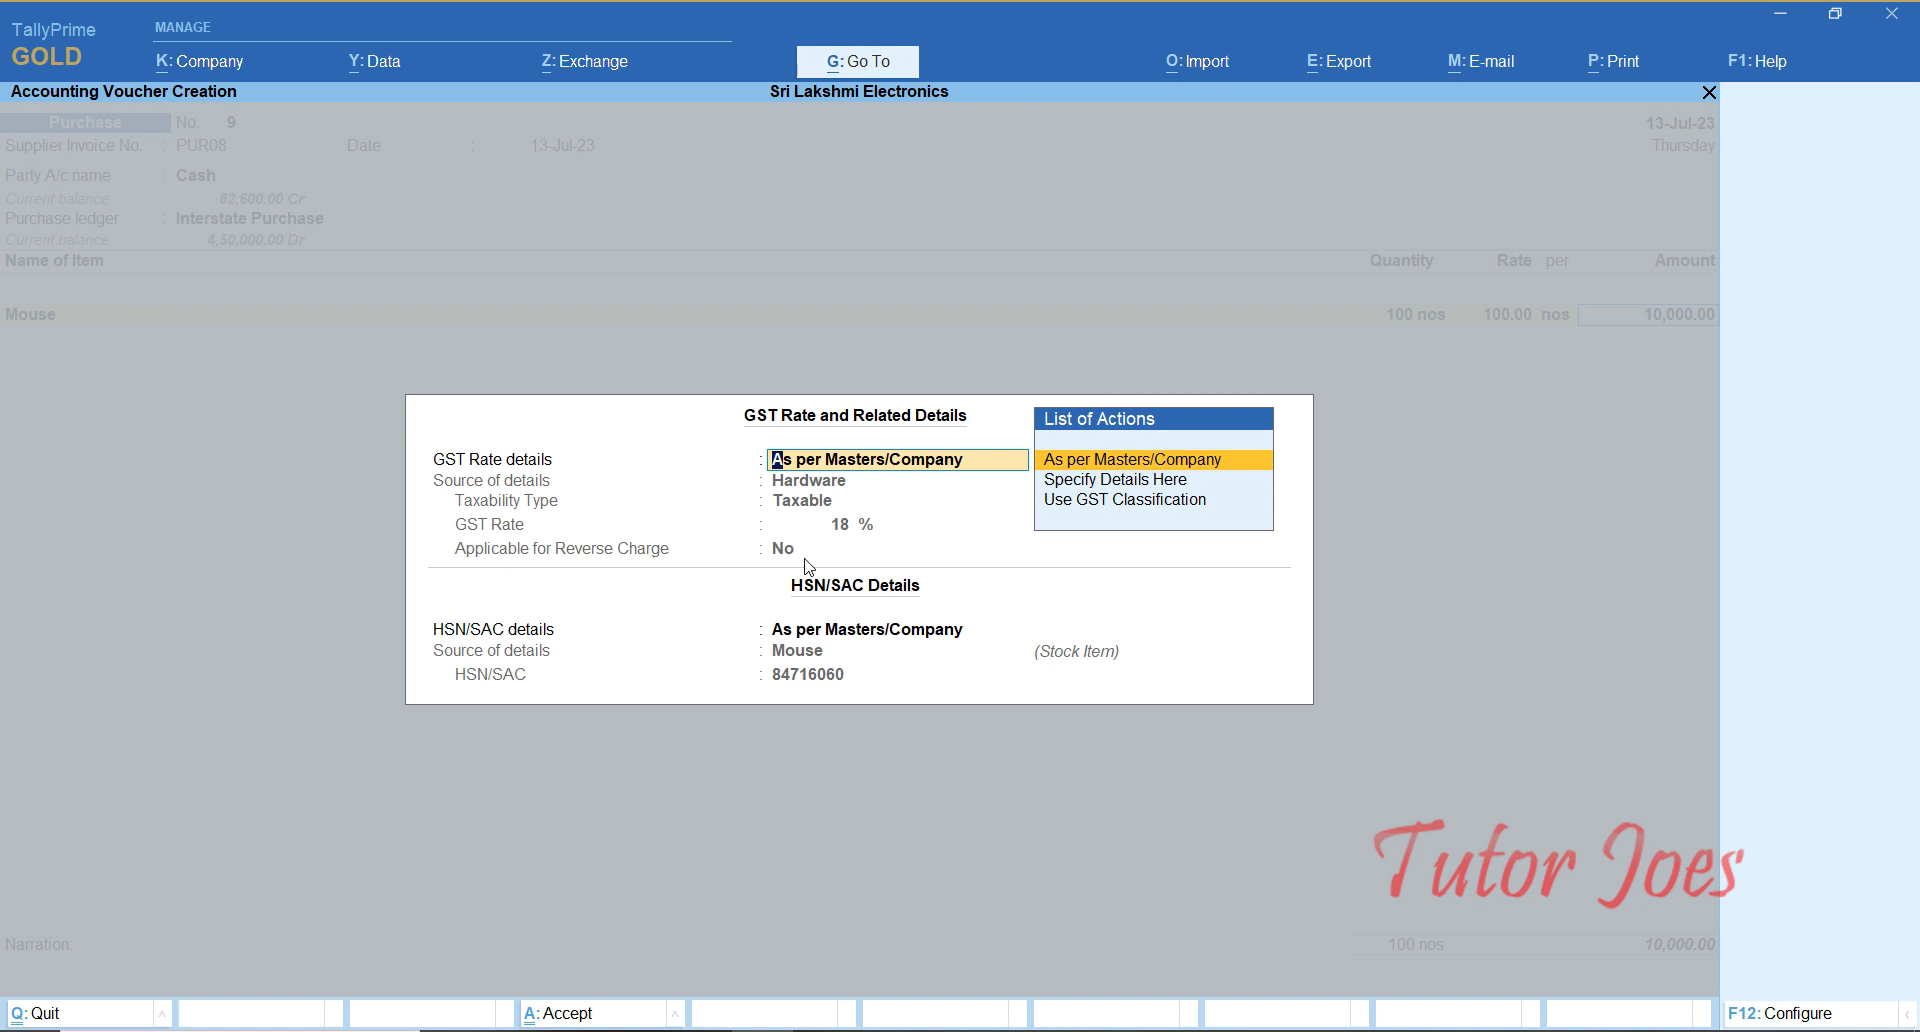 TallyPrime
GOLD
MANAGE
K: Company
Y: Data
Z: Exchange
G: Go To
O: Import
E: Export
M: E-mail
P: Print
F1: Help
Accounting Voucher Creation
Sri Lakshmi Electronics
Purchase No. 9 13-Jul-23
Supplier Invoice No. : PUR08 Date : 13-Jul-23 Thursday
Party A/c name : Cash
Current balance 82,600.00 Cr
Purchase ledger : Interstate Purchase
Current balance 4,50,000.00 Dr
Name of Item Quantity Rate per Amount
Mouse 100 nos 100.00 nos 10,000.00
GST Rate and Related Details
List of Actions
GST Rate details : As per Masters/Company
As per Masters/Company
Source of details : Hardware
Specify Details Here
Taxability Type : Taxable
Use GST Classification
GST Rate : 18 %
Applicable for Reverse Charge : No
HSN/SAC Details
HSN/SAC details : As per Masters/Company
Source of details : Mouse (Stock Item)
HSN/SAC : 84716060
Tutor Joes
Narration: 100 nos 10,000.00
Q: Quit
A: Accept
F12: Configure